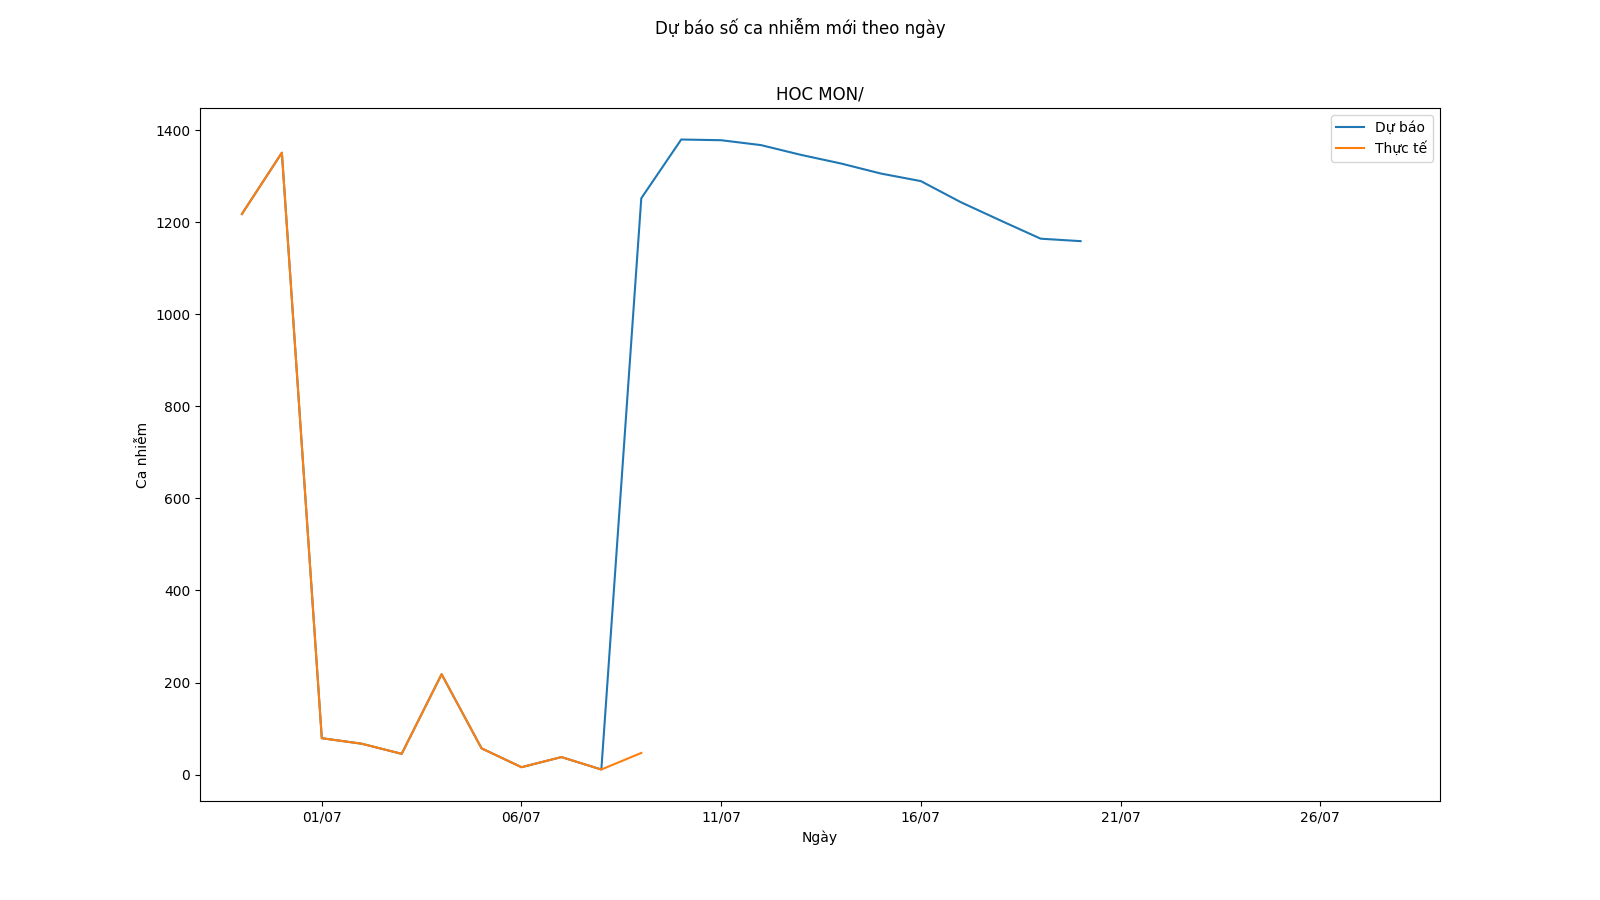 Dự báo số ca nhiễm mới theo ngày
HOC MON/
Dự báo
Thực tế
1400
1200
1000
800
600
400
200
0
Ca nhiễm
01/07
06/07
11/07
16/07
21/07
26/07
Ngày